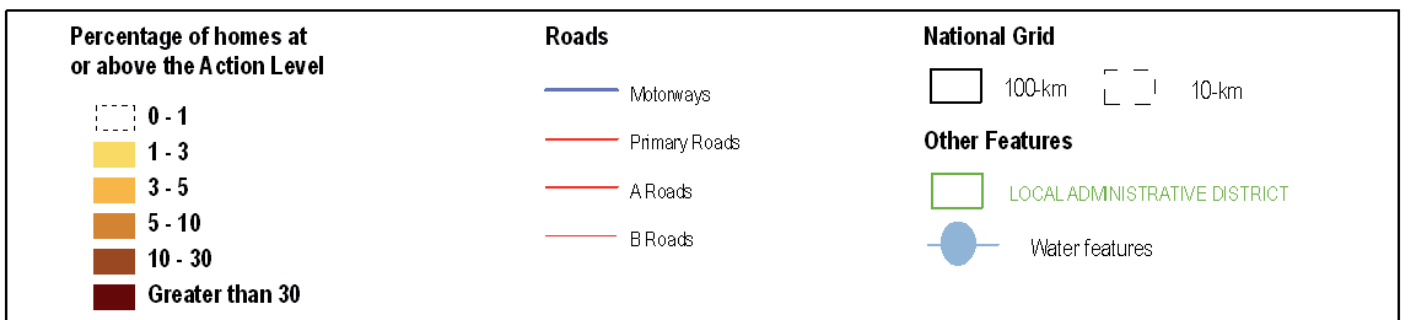 Percentage of homes at
or above the Action Level
0 - 1
1 - 3
3 - 5
5 - 10
10 - 30
Greater than 30
Roads
Motorways
Primary Roads
A Roads
B Roads
National Grid
100-km
10-km
Other Features
LOCAL ADMINISTRATIVE DISTRICT
Water features